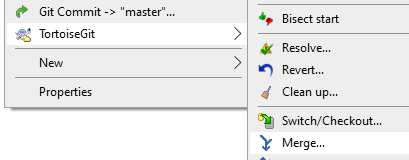 Git Commit -> "master"...
TortoiseGit
New
Properties
Bisect start
Resolve...
Revert...
Clean up...
Switch/Checkout...
Merge...